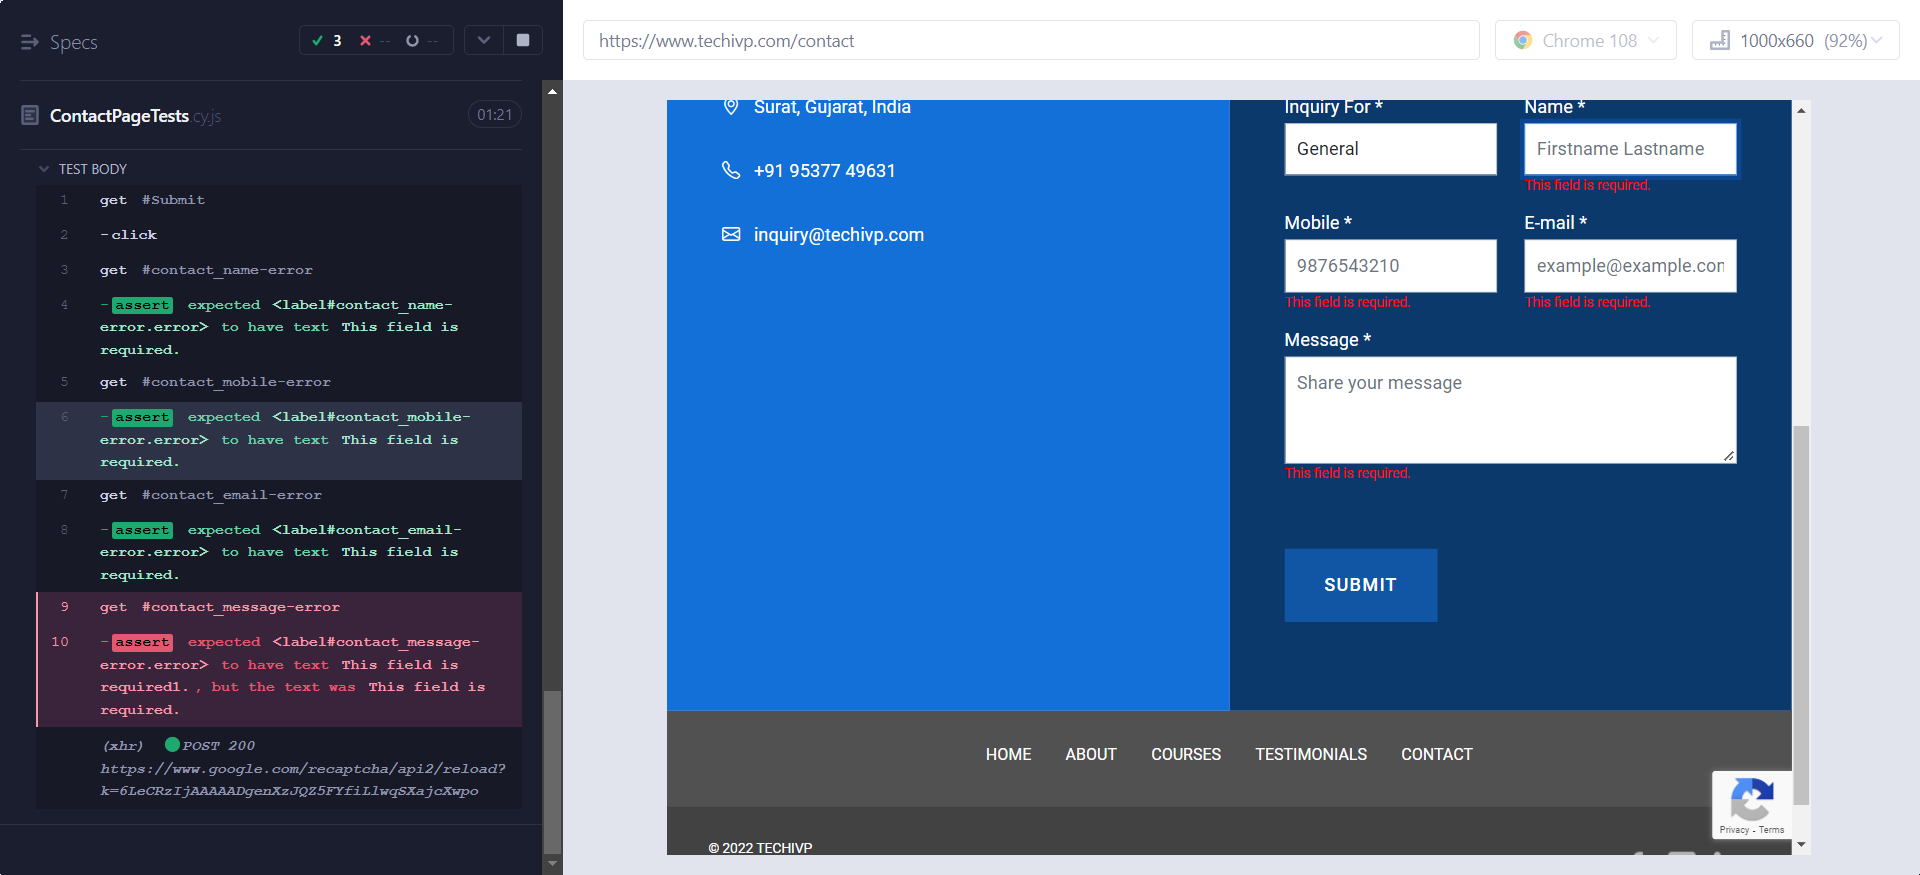 Specs
3 -- --
ContactPageTests.cy.js
01:21
TEST BODY
1 get #Submit
2 -click
3 get #contact_name-error
4 -assert expected <label#contact_name-
error.error> to have text This field is
required.
5 get #contact_mobile-error
6 -assert expected <label#contact_mobile-
error.error> to have text This field is
required.
7 get #contact_email-error
8 -assert expected <label#contact_email-
error.error> to have text This field is
required.
9 get #contact_message-error
10 -assert expected <label#contact_message-
error.error> to have text This field is
required1. , but the text was This field is
required.
(xhr) POST 200
https://www.google.com/recaptcha/api2/reload?
k=6LeCRzIjAAAAADgenXzJQZ5FYfiLlwqSXajcXwpo
https://www.techivp.com/contact
Chrome 108
1000x660 (92%)
Surat, Gujarat, India
+91 95377 49631
inquiry@techivp.com
Inquiry For *
General
Name *
Firstname Lastname
This field is required.
Mobile *
9876543210
This field is required.
E-mail *
example@example.con
This field is required.
Message *
Share your message
This field is required.
SUBMIT
HOME ABOUT COURSES TESTIMONIALS CONTACT
Privacy - Terms
© 2022 TECHIVP